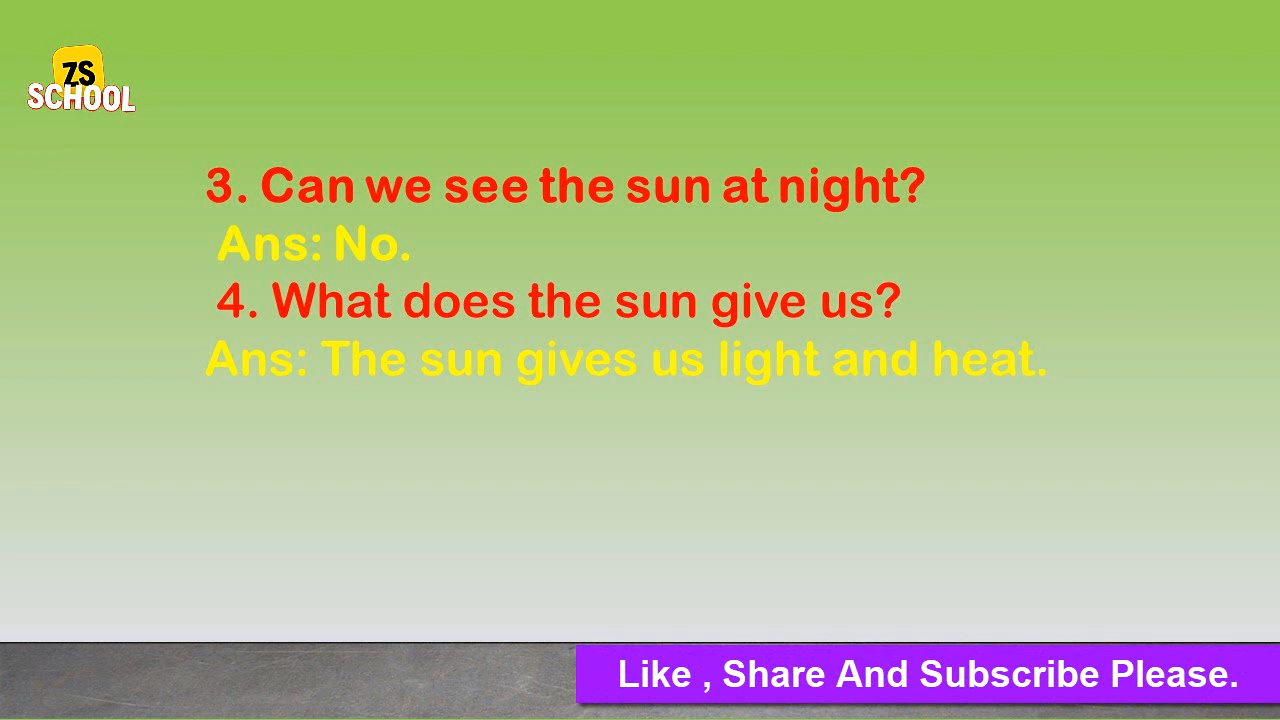 ZS
SCHOOL
3. Can we see the sun at night?
Ans: No.
4. What does the sun give us?
Ans: The sun gives us light and heat.
Like , Share And Subscribe Please.